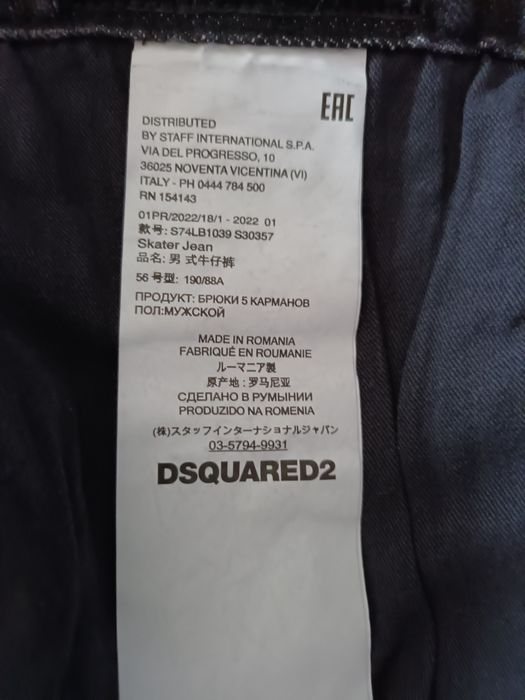 EAC
DISTRIBUTED
BY STAFF INTERNATIONAL S.P.A.
VIA DEL PROGRESSO, 10
36025 NOVENTA VICENTINA (VI)
ITALY - PH 0444 784 500
RN 154143
01PR/2022/18/1 - 2022 01
款号: S74LB1039 S30357
Skater Jean
品名: 男 式牛仔裤
56 号型: 190/88A
ПРОДУКТ: БРЮКИ 5 КАРМАНОВ
ПОЛ:МУЖСКОЙ
MADE IN ROMANIA
FABRIQUÉ EN ROUMANIE
ルーマニア製
原产地 : 罗马尼亚
СДЕЛАНО В РУМЫНИИ
PRODUZIDO NA ROMENIA
(株)スタッフインターナショナルジャパン
03-5794-9931
DSQUARED2